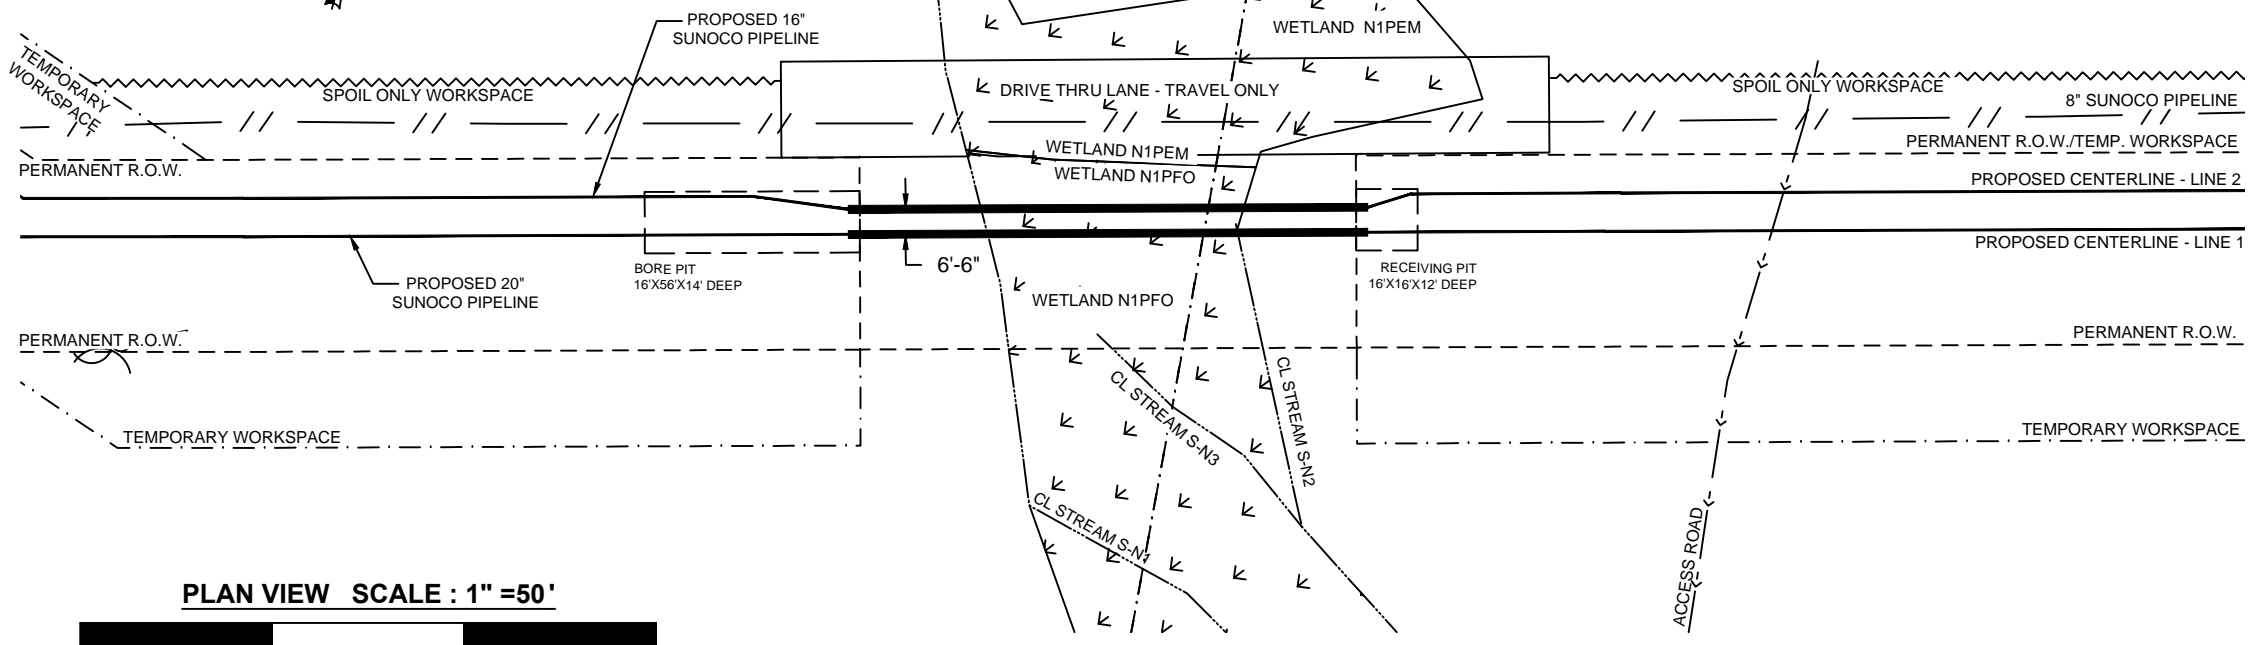 PROPOSED 16"
SUNOCO PIPELINE
WETLAND N1PEM
TEMPORARY
WORKSPACE
SPOIL ONLY WORKSPACE
DRIVE THRU LANE - TRAVEL ONLY
SPOIL ONLY WORKSPACE
8" SUNOCO PIPELINE
PERMANENT R.O.W./TEMP. WORKSPACE
WETLAND N1PEM
PERMANENT R.O.W.
WETLAND N1PFO
PROPOSED CENTERLINE - LINE 2
PROPOSED CENTERLINE - LINE 1
6'-6"
BORE PIT
16'X56'X14' DEEP
RECEIVING PIT
16'X16'X12' DEEP
PROPOSED 20"
SUNOCO PIPELINE
WETLAND N1PFO
PERMANENT R.O.W.
PERMANENT R.O.W.
CL STREAM S-N3
CL STREAM S-N2
TEMPORARY WORKSPACE
TEMPORARY WORKSPACE
CL STREAM S-N1
ACCESS ROAD
PLAN VIEW SCALE : 1" =50'